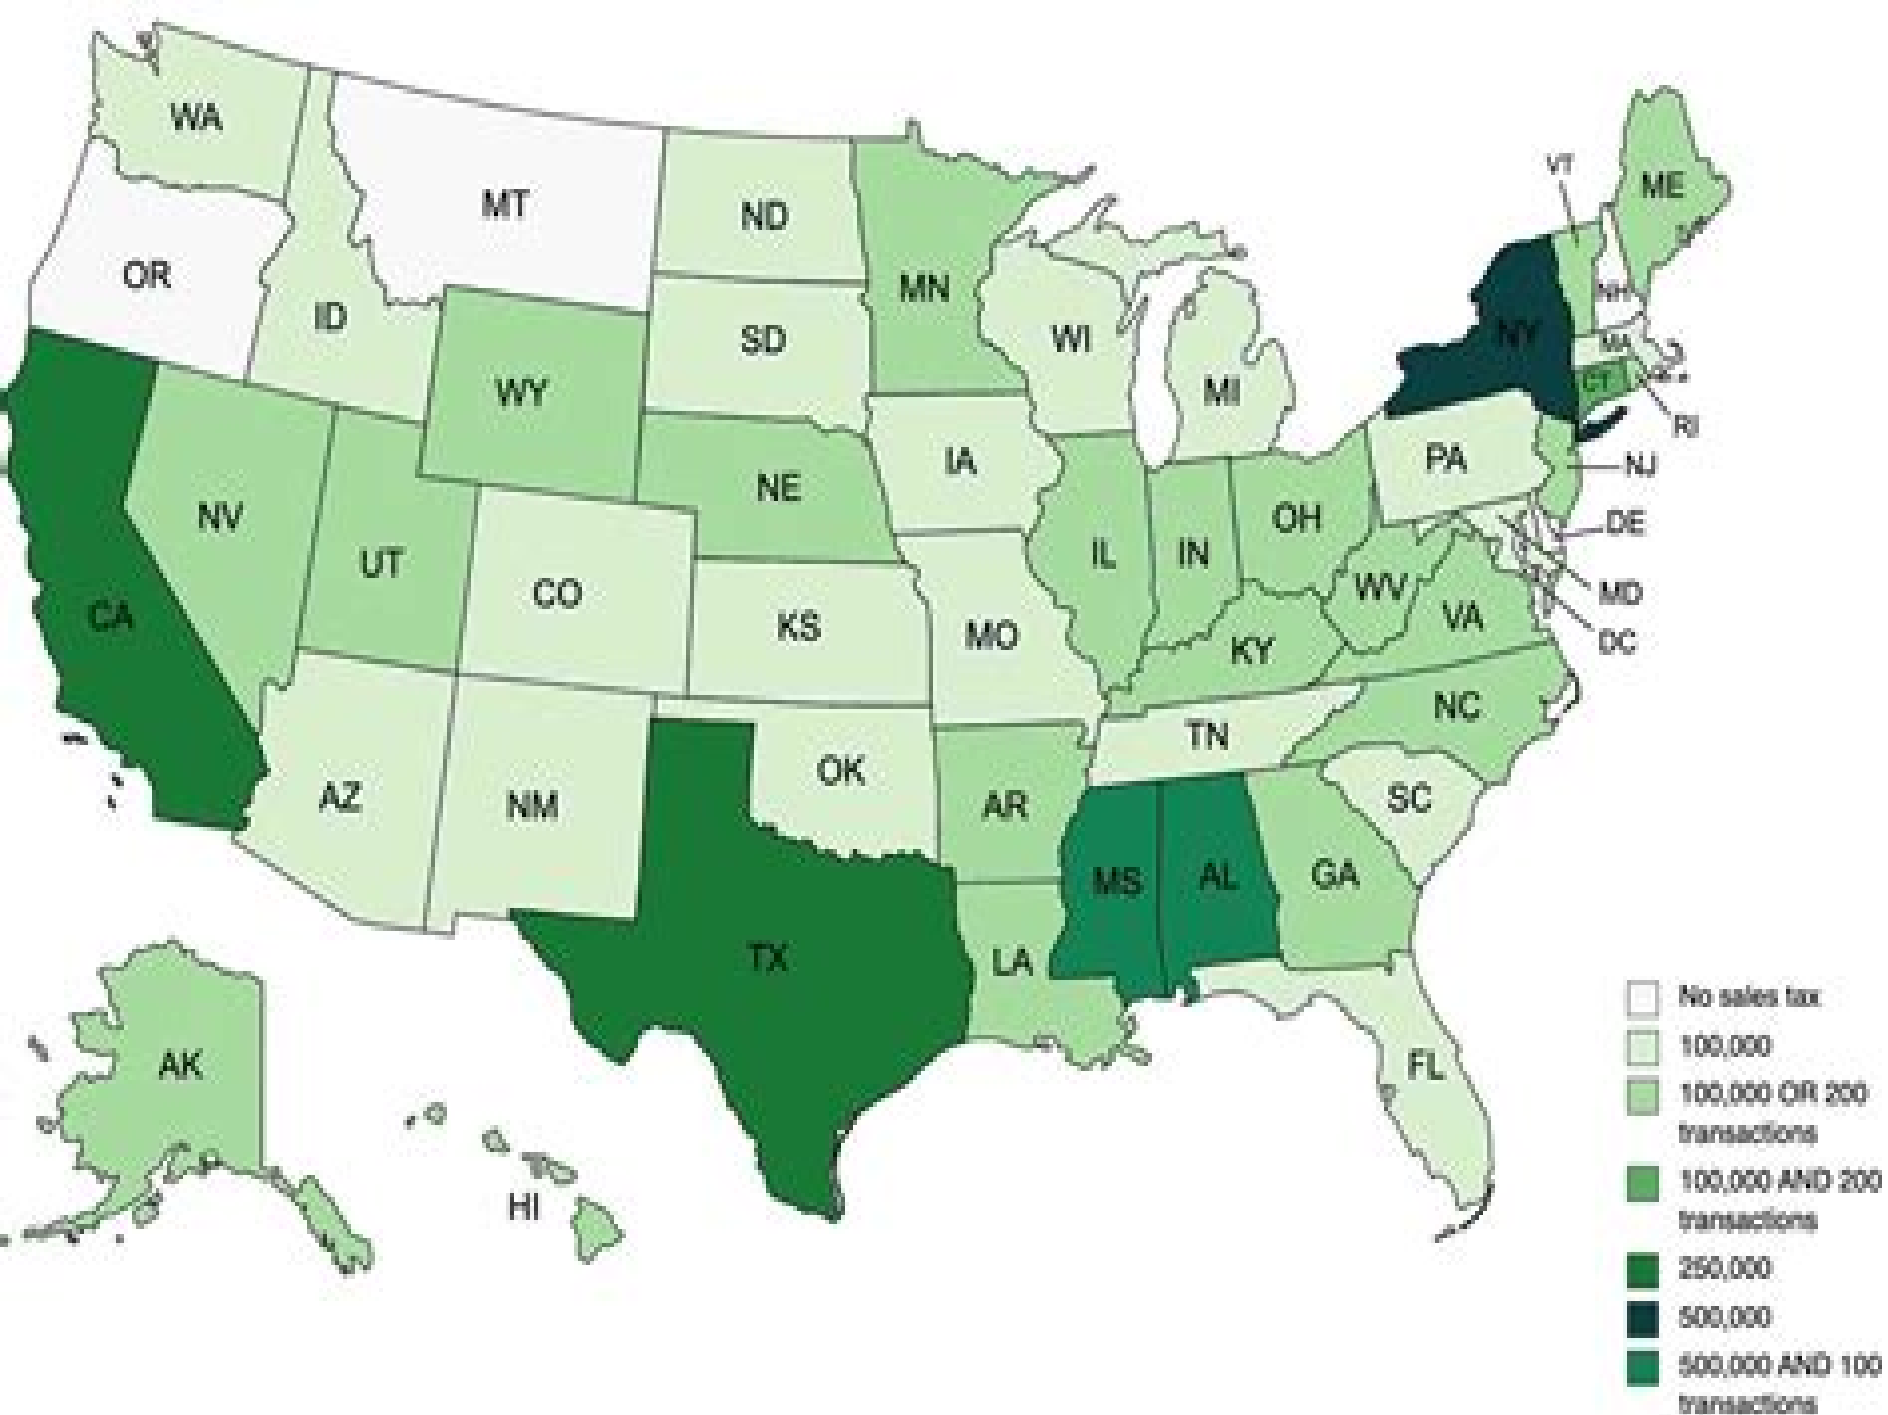 WA
MT
ND
VT
ME
OR
ID
MN
SD
WI
NH
NY
MA
WY
MI
CT
RI
IA
PA
NJ
NV
NE
OH
DE
UT
CO
IL
IN
WV
MD
CA
KS
MO
KY
VA
DC
NC
TN
AZ
NM
OK
AR
SC
MS
AL
GA
TX
LA
No sales tax
100,000
AK
FL
100,000 OR 200
transactions
HI
100,000 AND 200
transactions
250,000
500,000
500,000 AND 100
transactions